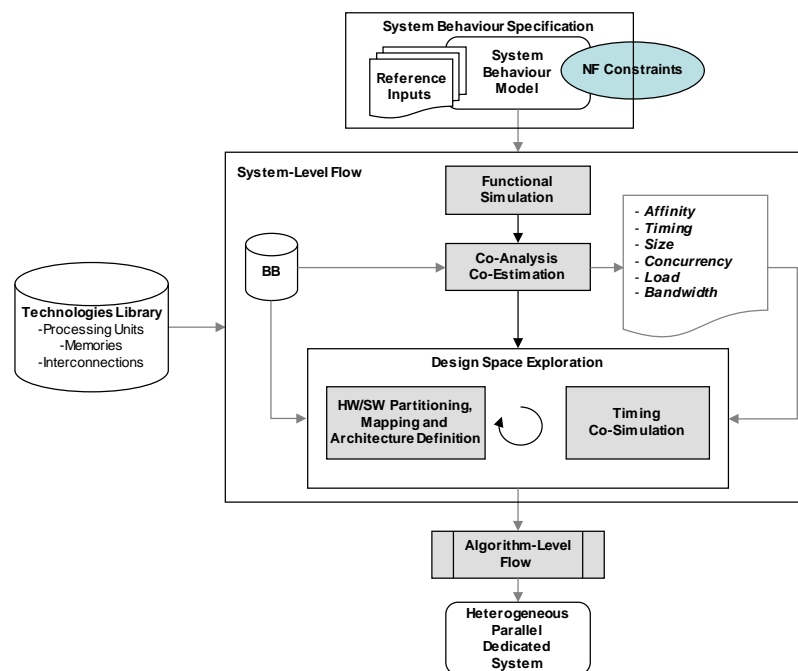 System Behaviour Specification
System
Behaviour
Model
Reference
Inputs
NF Constraints
System-Level Flow
Functional
Simulation
- Affinity
- Timing
- Size
- Concurrency
- Load
- Bandwidth
BB
Co-Analysis
Co-Estimation
Technologies Library
-Processing Units
-Memories
-Interconnections
Design Space Exploration
HW/SW Partitioning,
Mapping and
Architecture Definition
Timing
Co-Simulation
Algorithm-Level
Flow
Heterogeneous
Parallel
Dedicated
System